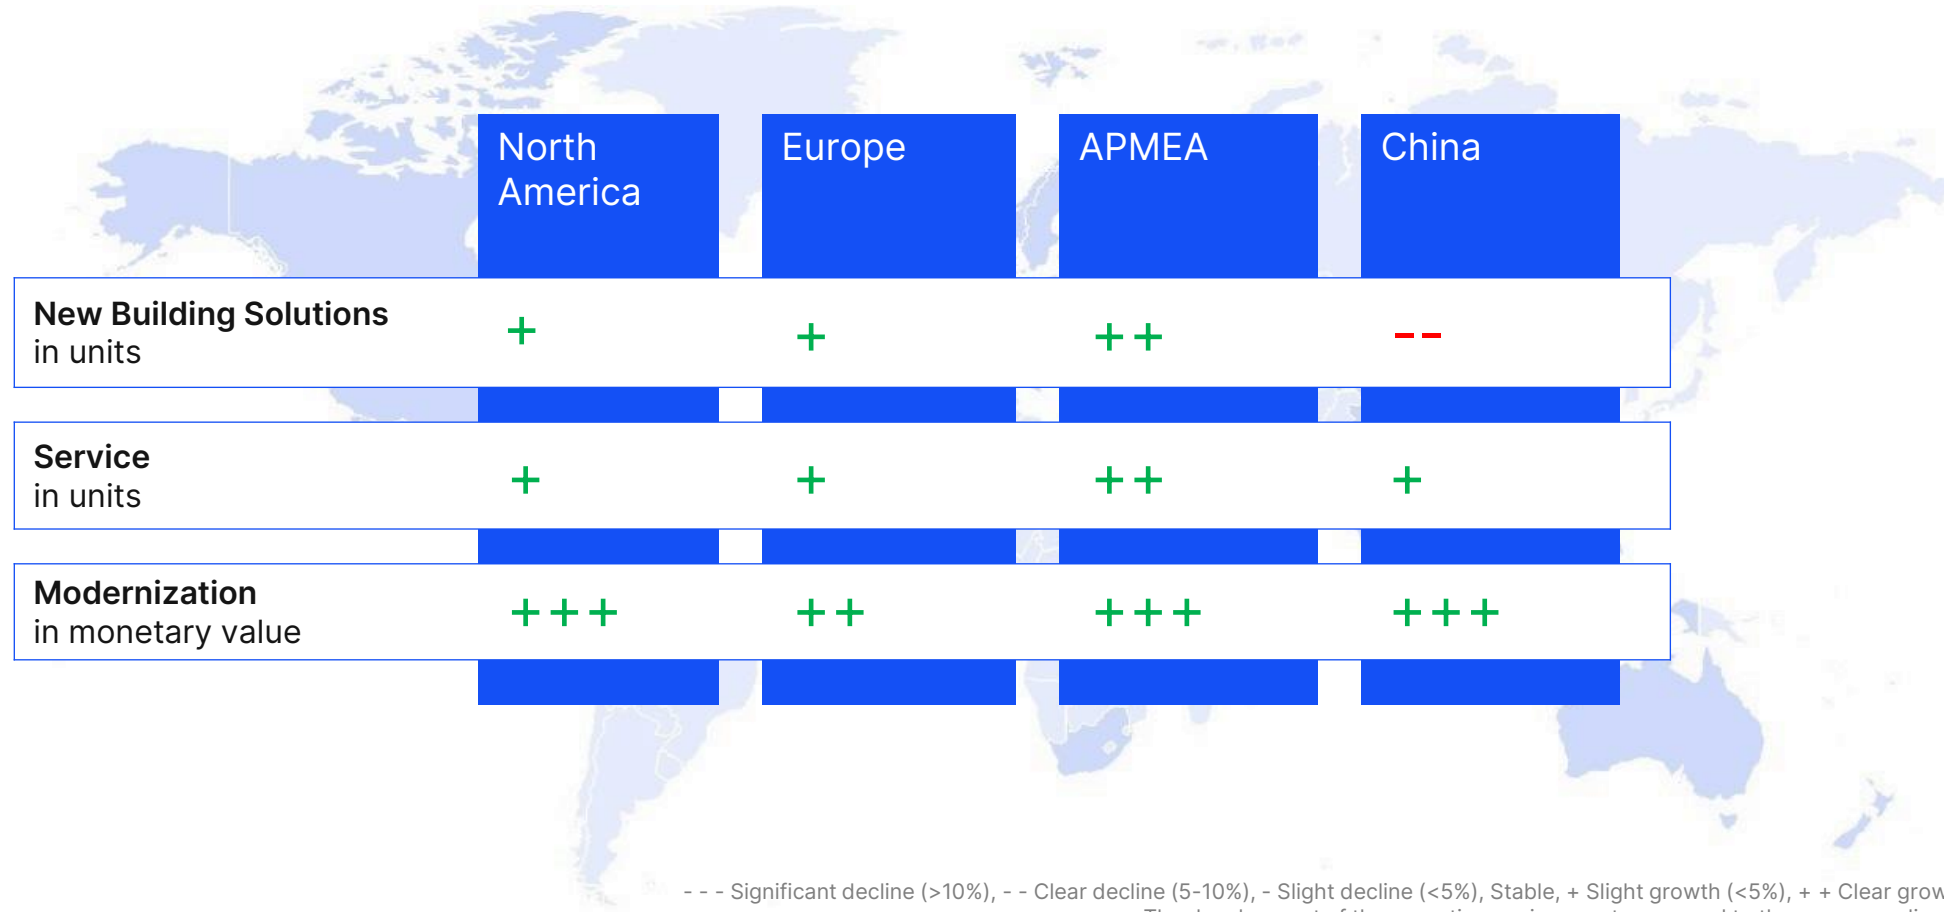 North
America
Europe
APMEA
China
New Building Solutions
in units
+
+
++
--
Service
in units
+
+
++
+
Modernization
in monetary value
+++
++
+++
+++
- - - Significant decline (>10%), - - Clear decline (5-10%), - Slight decline (<5%), Stable, + Slight growth (<5%), + + Clear